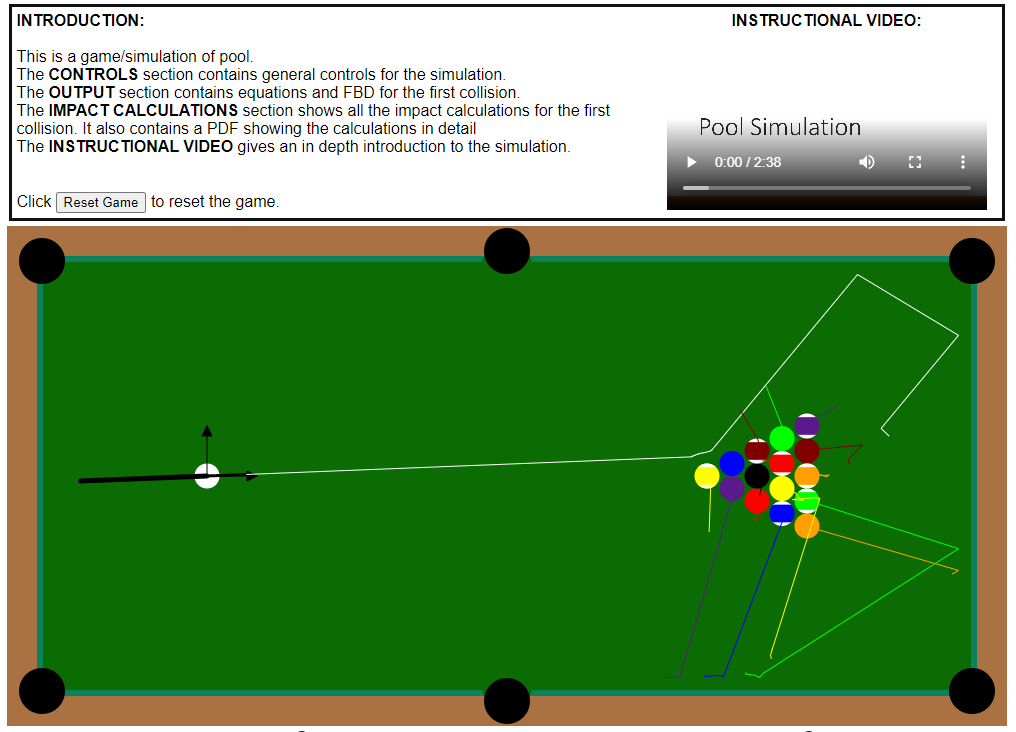 INTRODUCTION:
INSTRUCTIONAL VIDEO:
This is a game/simulation of pool.
The CONTROLS section contains general controls for the simulation.
The OUTPUT section contains equations and FBD for the first collision.
The IMPACT CALCULATIONS section shows all the impact calculations for the first
collision. It also contains a PDF showing the calculations in detail
The INSTRUCTIONAL VIDEO gives an in depth introduction to the simulation.
Pool Simulation
0:00 / 2:38
Click Reset Game to reset the game.